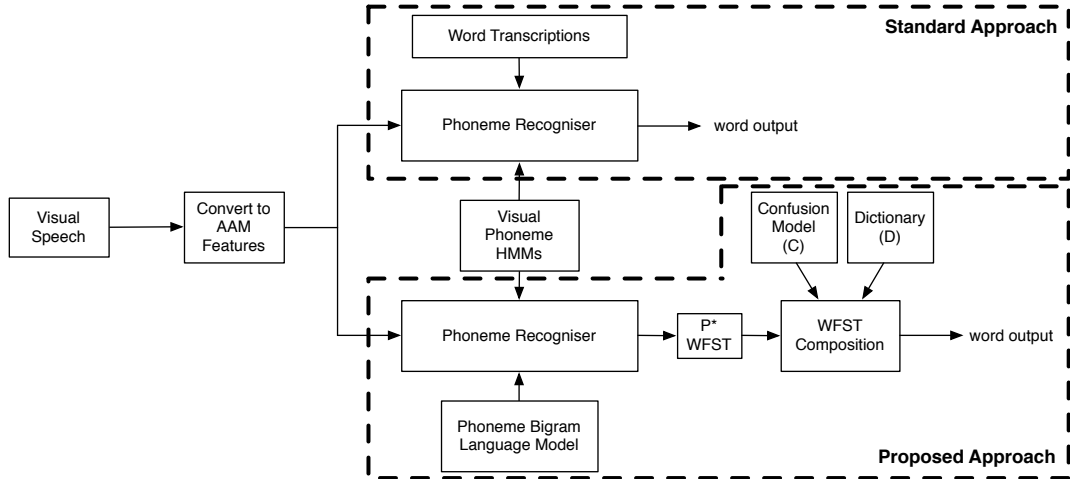 Standard Approach
Word Transcriptions
Phoneme Recogniser
word output
Visual
Speech
Convert to
AAM
Features
Visual
Phoneme
HMMs
Confusion
Model
(C)
Dictionary
(D)
Phoneme Recogniser
P*
WFST
WFST
Composition
word output
Phoneme Bigram
Language Model
Proposed Approach